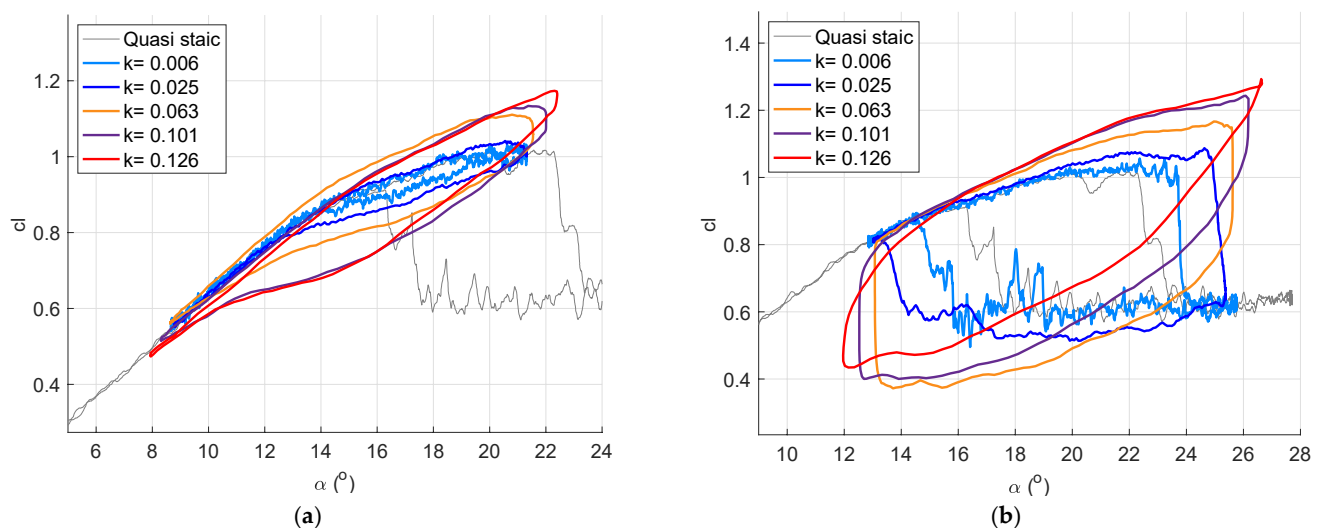 Quasi staic
k= 0.006
k= 0.025
k= 0.063
k= 0.101
k= 0.126
1.2
1
0.8
0.6
0.4
cl
6 8 10 12 14 16 18 20 22 24
α (°)
(a)
Quasi staic
k= 0.006
k= 0.025
k= 0.063
k= 0.101
k= 0.126
1.4
1.2
1
0.8
0.6
0.4
cl
10 12 14 16 18 20 22 24 26 28
α (°)
(b)